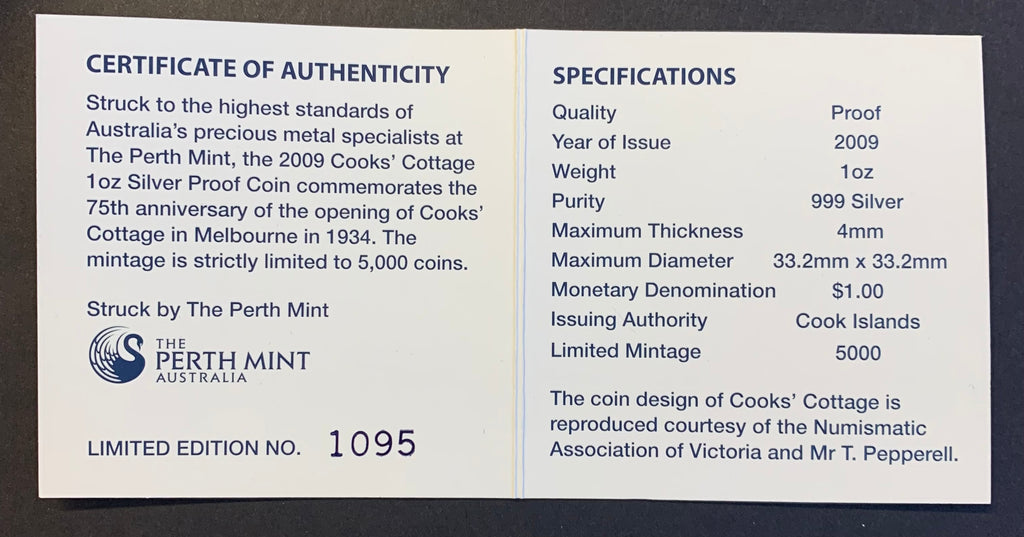 CERTIFICATE OF AUTHENTICITY
Struck to the highest standards of
Australia's precious metal specialists at
The Perth Mint, the 2009 Cooks' Cottage
1oz Silver Proof Coin commemorates the
75th anniversary of the opening of Cooks'
Cottage in Melbourne in 1934. The
mintage is strictly limited to 5,000 coins.
Struck by The Perth Mint
THE
PERTH MINT
AUSTRALIA
LIMITED EDITION NO. 1095
SPECIFICATIONS
Quality Proof
Year of Issue 2009
Weight 1oz
Purity 999 Silver
Maximum Thickness 4mm
Maximum Diameter 33.2mm x 33.2mm
Monetary Denomination $1.00
Issuing Authority Cook Islands
Limited Mintage 5000
The coin design of Cooks' Cottage is
reproduced courtesy of the Numismatic
Association of Victoria and Mr T. Pepperell.